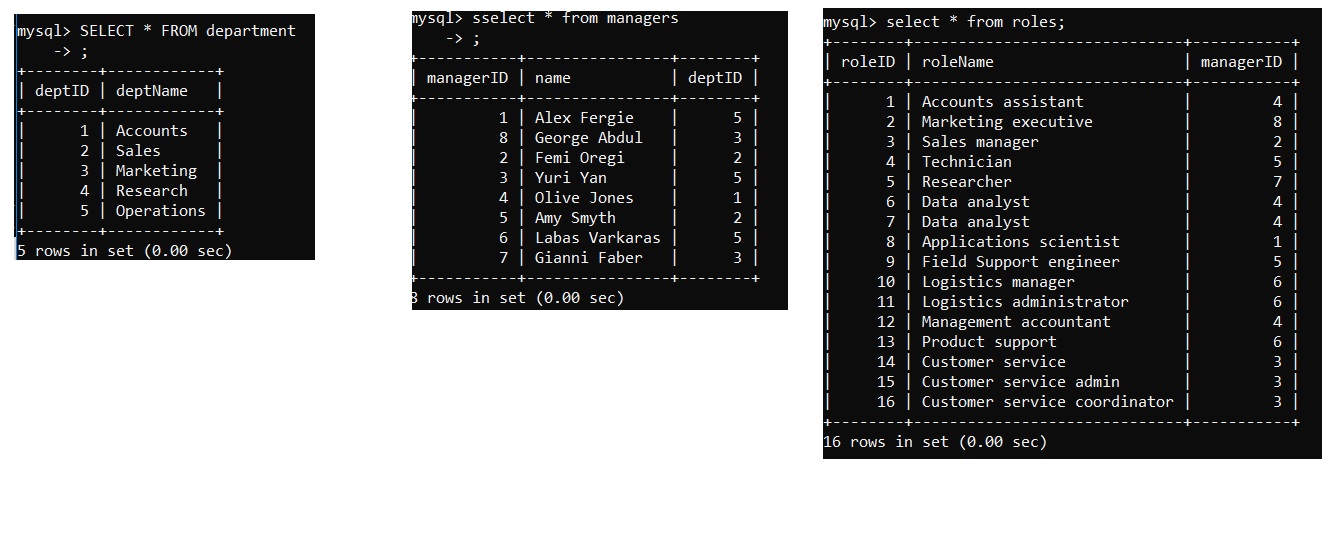 mysql> SELECT * FROM department
    -> ;
+--------+------------+
| deptID | deptName   |
+--------+------------+
|      1 | Accounts   |
|      2 | Sales      |
|      3 | Marketing  |
|      4 | Research   |
|      5 | Operations |
+--------+------------+
5 rows in set (0.00 sec)
mysql> sselect * from managers
    -> ;
+-----------+----------------+--------+
| managerID | name           | deptID |
+-----------+----------------+--------+
|         1 | Alex Fergie    |      5 |
|         8 | George Abdul   |      3 |
|         2 | Femi Oregi     |      2 |
|         3 | Yuri Yan       |      5 |
|         4 | Olive Jones    |      1 |
|         5 | Amy Smyth      |      2 |
|         6 | Labas Varkaras |      5 |
|         7 | Gianni Faber   |      3 |
+-----------+----------------+--------+
8 rows in set (0.00 sec)
mysql> select * from roles;
+--------+------------------------------+-----------+
| roleID | roleName                     | managerID |
+--------+------------------------------+-----------+
|      1 | Accounts assistant           |         4 |
|      2 | Marketing executive          |         8 |
|      3 | Sales manager                |         2 |
|      4 | Technician                   |         5 |
|      5 | Researcher                   |         7 |
|      6 | Data analyst                 |         4 |
|      7 | Data analyst                 |         4 |
|      8 | Applications scientist       |         1 |
|      9 | Field Support engineer       |         5 |
|     10 | Logistics manager            |         6 |
|     11 | Logistics administrator      |         6 |
|     12 | Management accountant        |         4 |
|     13 | Product support              |         6 |
|     14 | Customer service             |         3 |
|     15 | Customer service admin       |         3 |
|     16 | Customer service coordinator |         3 |
+--------+------------------------------+-----------+
16 rows in set (0.00 sec)